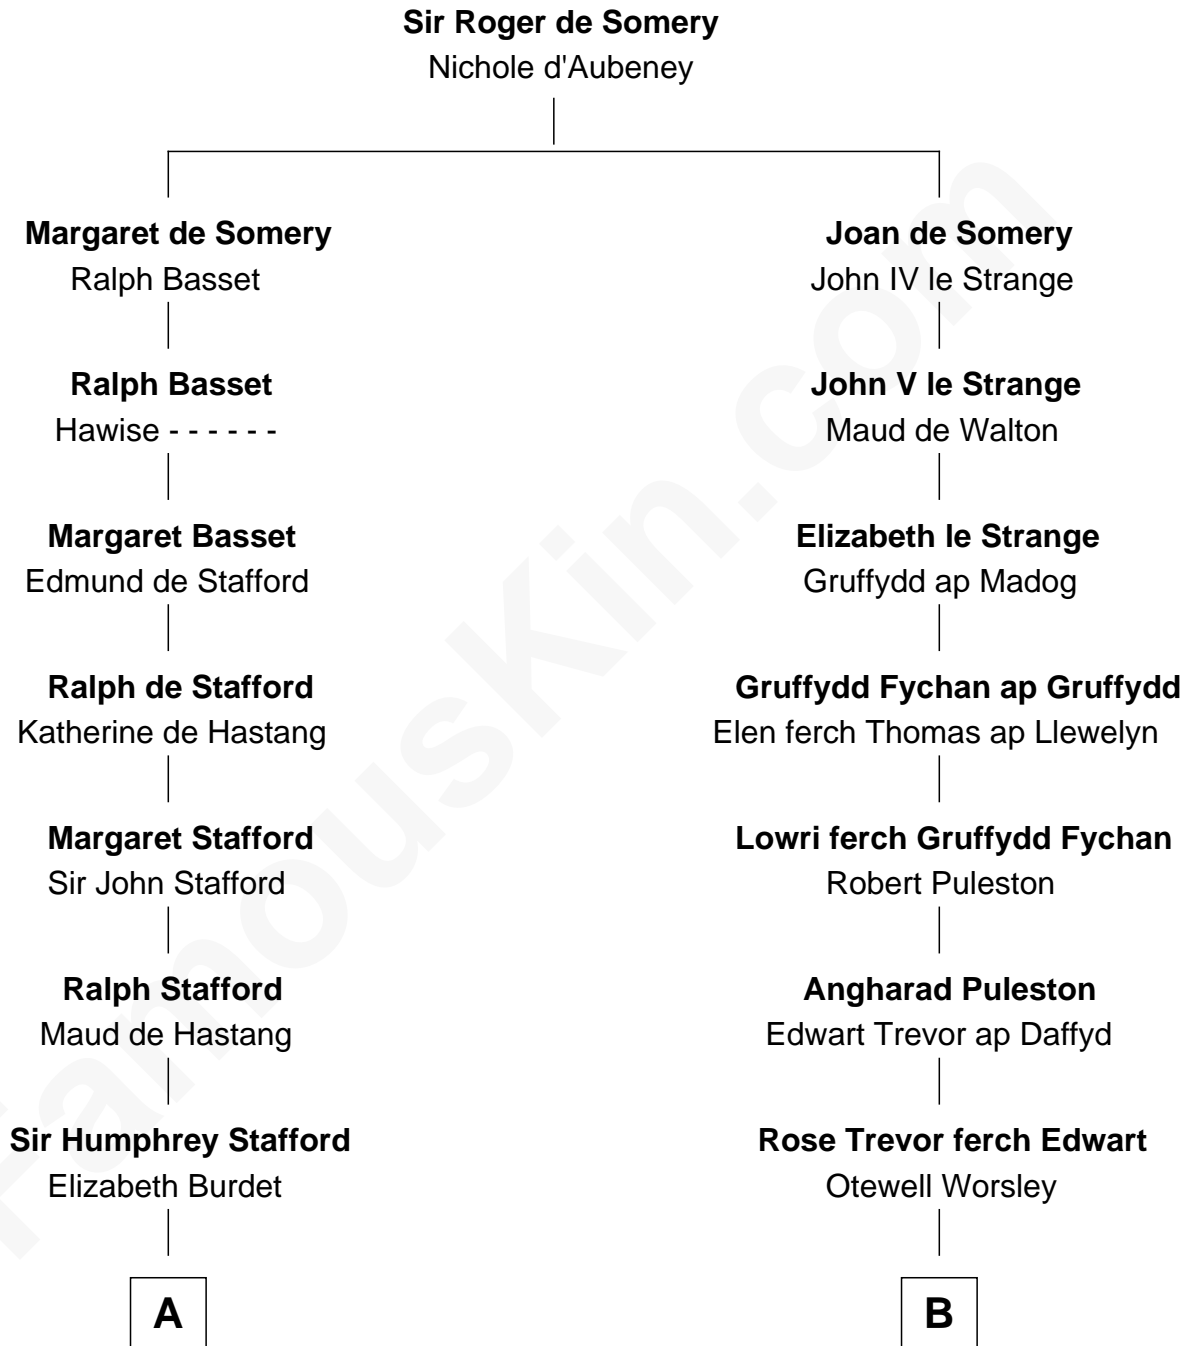 Sir Roger de Somery
Nichole d'Aubeney
Margaret de Somery
Ralph Basset
Ralph Basset
Hawise - - - - - -
Margaret Basset
Edmund de Stafford
Ralph de Stafford
Katherine de Hastang
Margaret Stafford
Sir John Stafford
Ralph Stafford
Maud de Hastang
Sir Humphrey Stafford
Elizabeth Burdet
A
Joan de Somery
John IV le Strange
John V le Strange
Maud de Walton
Elizabeth le Strange
Gruffydd ap Madog
Gruffydd Fychan ap Gruffydd
Elen ferch Thomas ap Llewelyn
Lowri ferch Gruffydd Fychan
Robert Puleston
Angharad Puleston
Edwart Trevor ap Daffyd
Rose Trevor ferch Edwart
Otewell Worsley
B
FamousKin.com